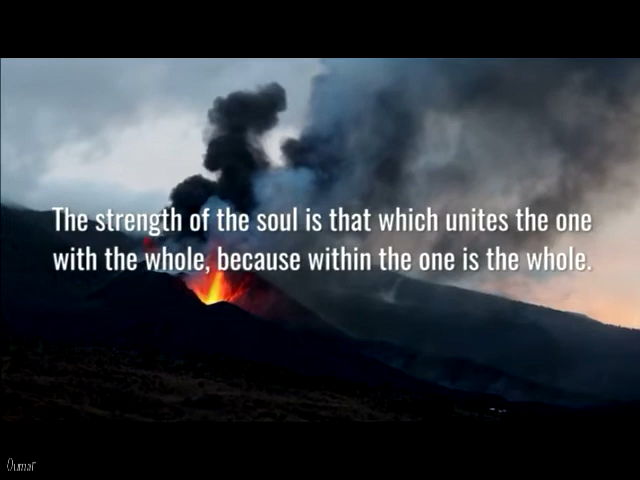 The strength of the soul is that which unites the one
with the whole, because within the one is the whole.
Oumar